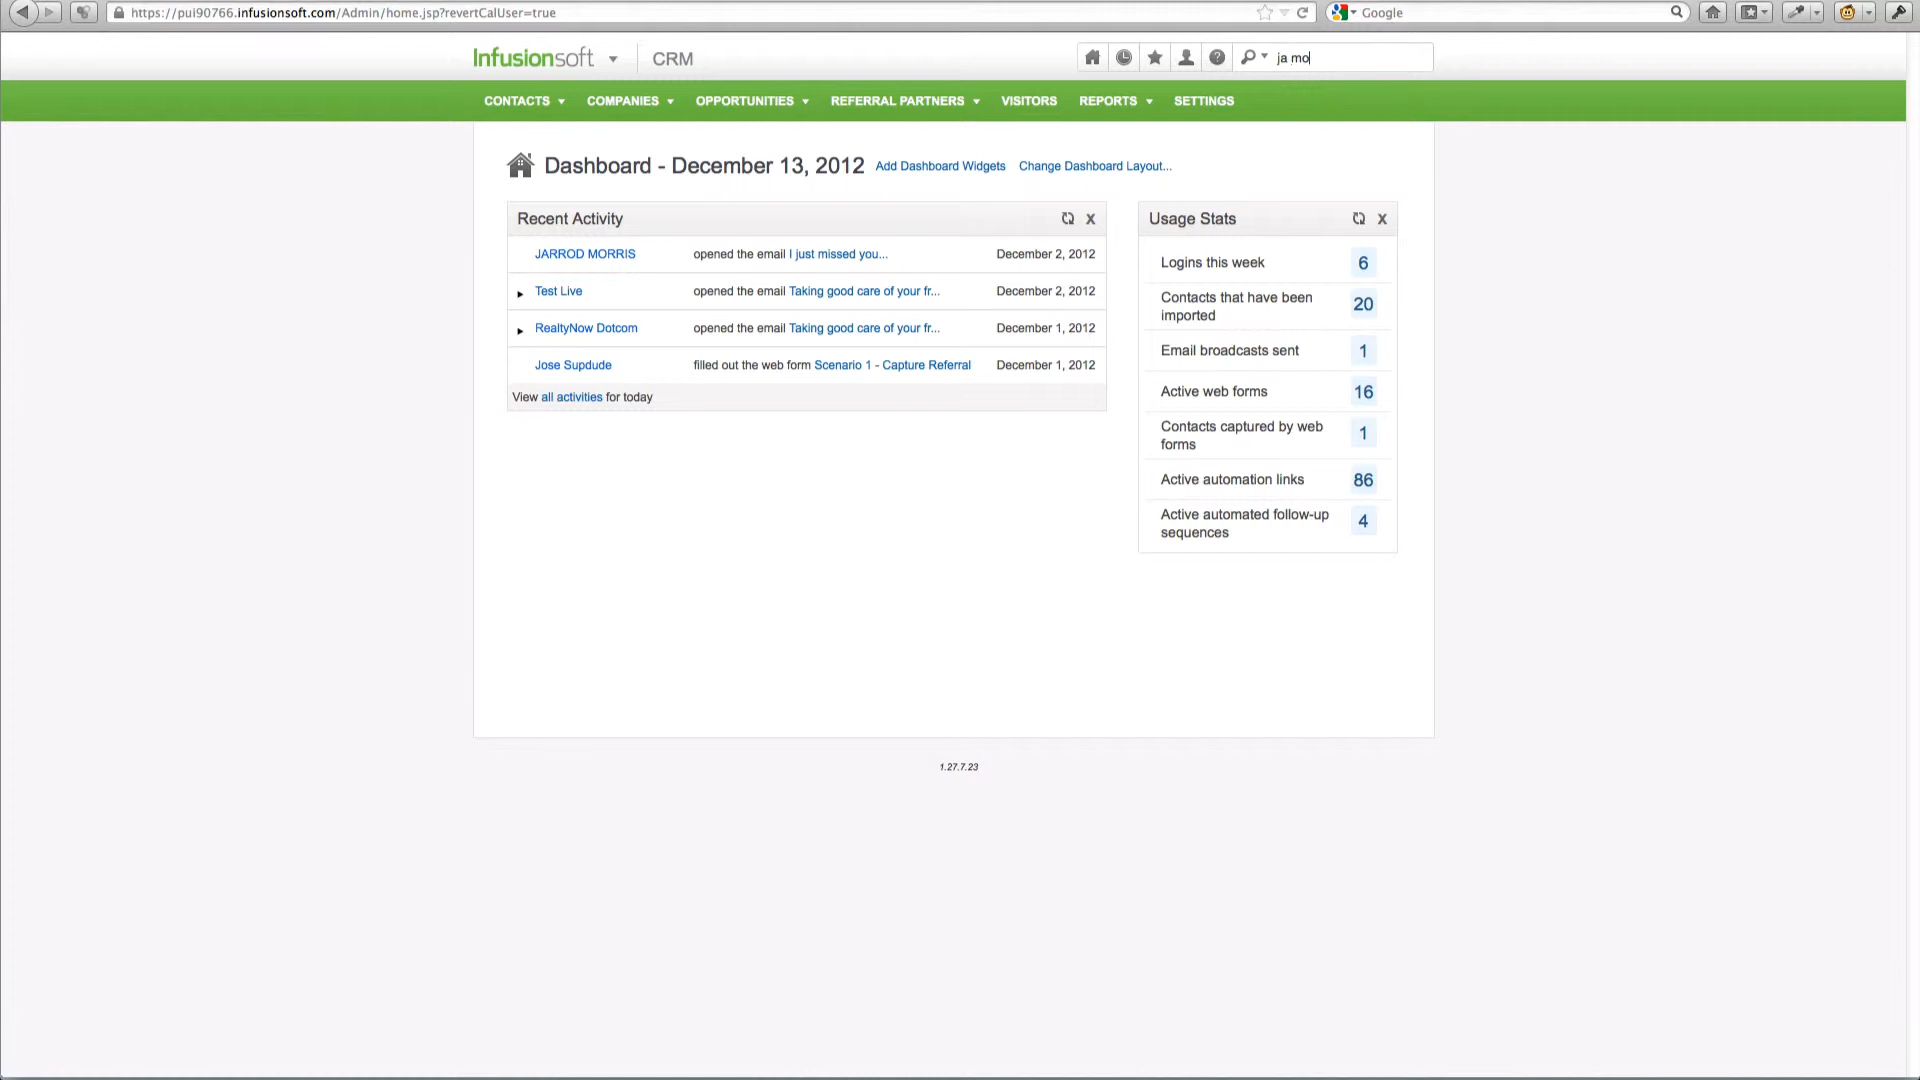 https://pui90766.infusionsoft.com/Admin/home.jsp?revertCalUser=true
Google
Infusionsoft
CRM
ja mo
CONTACTS
COMPANIES
OPPORTUNITIES
REFERRAL PARTNERS
VISITORS
REPORTS
SETTINGS
Dashboard - December 13, 2012
Add Dashboard Widgets
Change Dashboard Layout...
Recent Activity
X
JARROD MORRIS opened the email I just missed you... December 2, 2012
Test Live opened the email Taking good care of your fr... December 2, 2012
RealtyNow Dotcom opened the email Taking good care of your fr... December 1, 2012
Jose Supdude filled out the web form Scenario 1 - Capture Referral December 1, 2012
View all activities for today
Usage Stats
X
Logins this week 6
Contacts that have been
imported 20
Email broadcasts sent 1
Active web forms 16
Contacts captured by web
forms 1
Active automation links 86
Active automated follow-up
sequences 4
1.27.7.23